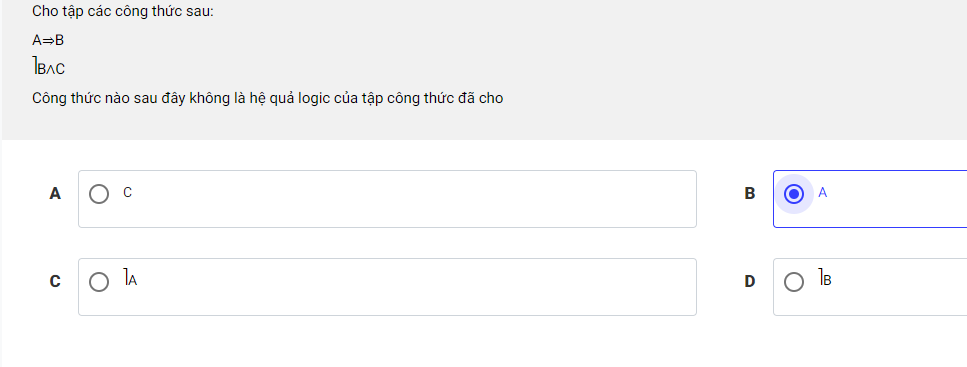 Cho tập các công thức sau:
A⇒B
⎤B∧C
Công thức nào sau đây không là hệ quả logic của tập công thức đã cho
A C
B A
C ⎤A
D ⎤B